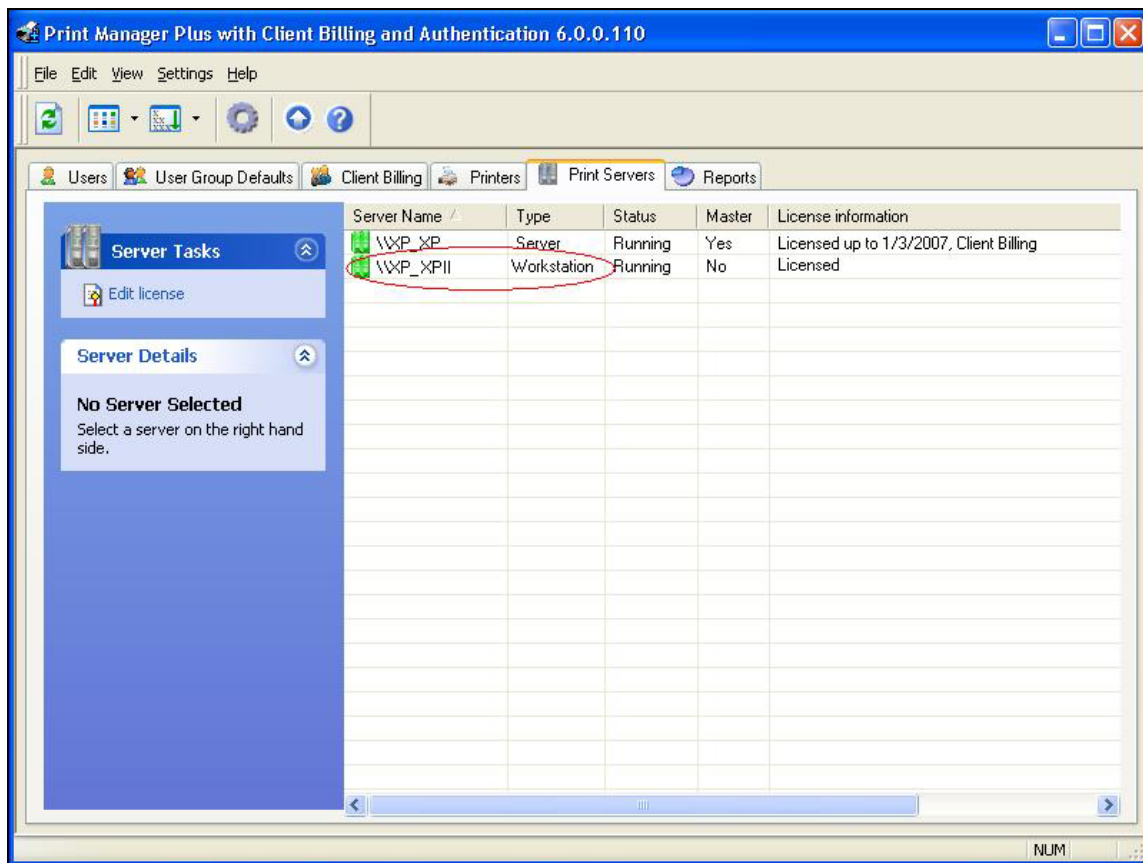 Print Manager Plus with Client Billing and Authentication 6.0.0.110
File Edit View Settings Help
Users User Group Defaults Client Billing Printers Print Servers Reports
Server Name Type Status Master License information
\\XP_XP Server Running Yes Licensed up to 1/3/2007, Client Billing
\\XP_XPII Workstation Running No Licensed
Server Tasks
Edit license
Server Details
No Server Selected
Select a server on the right hand
side.
NUM